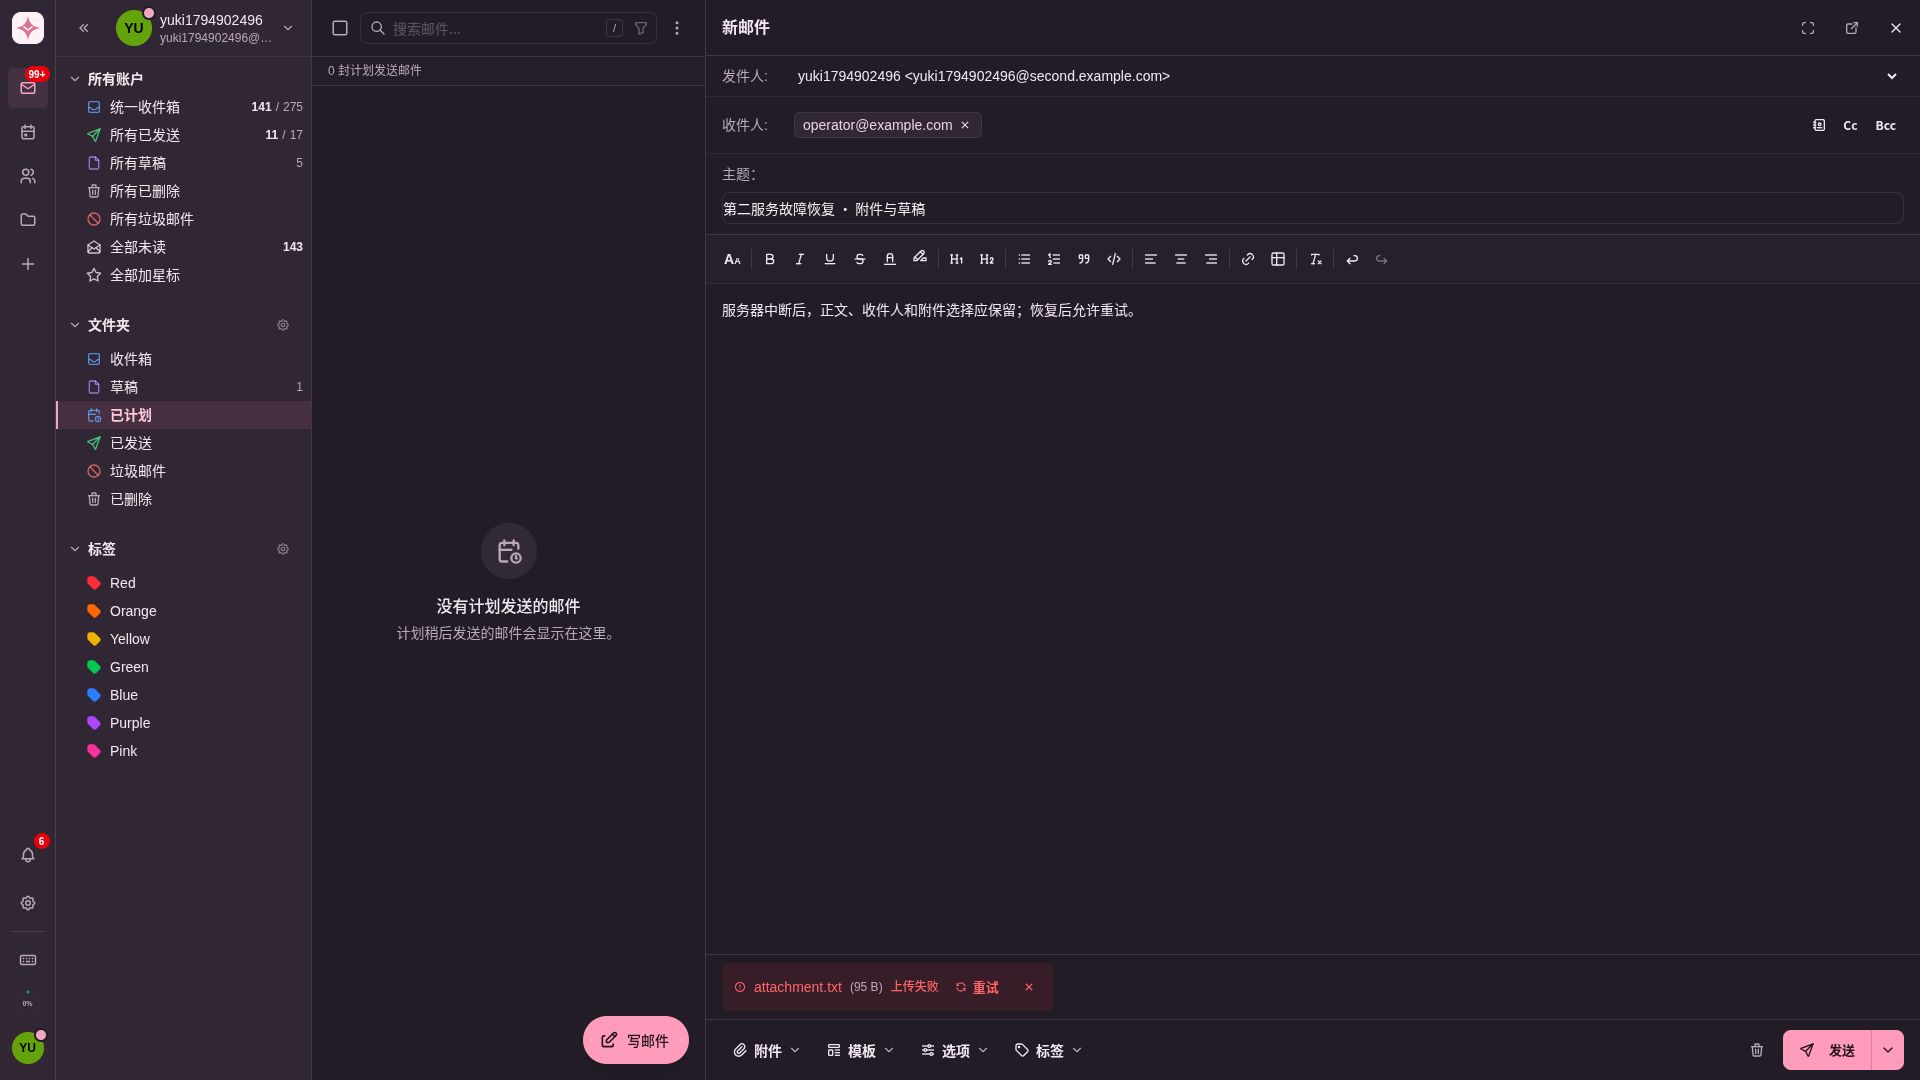 99+
6
0%
YU
YU
yuki1794902496
yuki1794902496@...
所有账户
统一收件箱 141 / 275
所有已发送 11 / 17
所有草稿 5
所有已删除
所有垃圾邮件
全部未读 143
全部加星标
文件夹
收件箱
草稿 1
已计划
已发送
垃圾邮件
已删除
标签
Red
Orange
Yellow
Green
Blue
Purple
Pink
搜索邮件... /
0 封计划发送邮件
没有计划发送的邮件
计划稍后发送的邮件会显示在这里。
写邮件
新邮件
发件人: yuki1794902496 <yuki1794902496@second.example.com>
收件人: operator@example.com Cc Bcc
主题:
第二服务故障恢复 · 附件与草稿
AA B I U S A H1 H2
服务器中断后，正文、收件人和附件选择应保留；恢复后允许重试。
attachment.txt (95 B) 上传失败 重试
附件 模板 选项 标签 发送